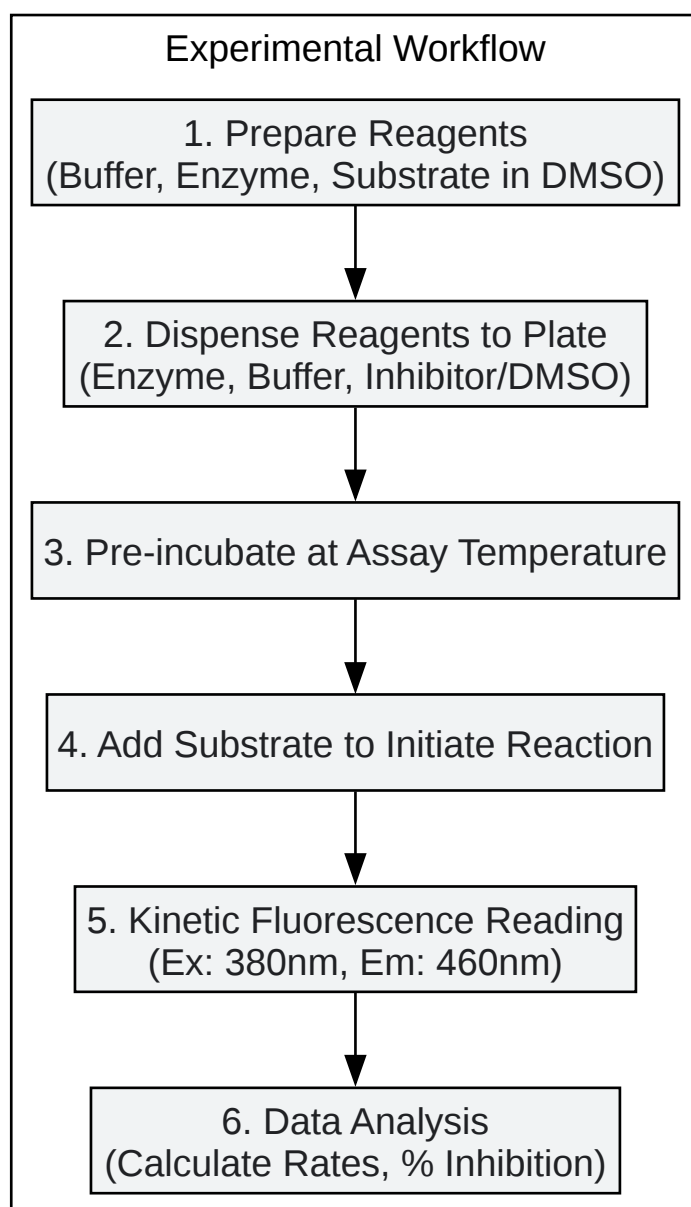 Experimental Workflow
1. Prepare Reagents
(Buffer, Enzyme, Substrate in DMSO)
2. Dispense Reagents to Plate
(Enzyme, Buffer, Inhibitor/DMSO)
3. Pre-incubate at Assay Temperature
4. Add Substrate to Initiate Reaction
5. Kinetic Fluorescence Reading
(Ex: 380nm, Em: 460nm)
6. Data Analysis
(Calculate Rates, % Inhibition)